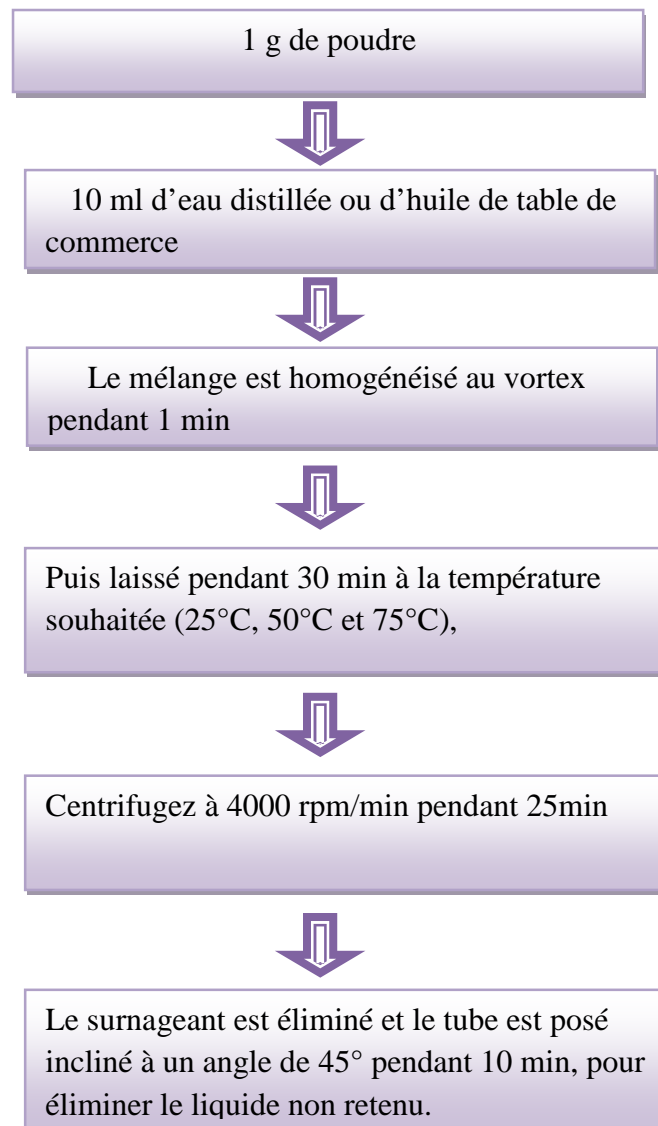 1 g de poudre
10 ml d’eau distillée ou d’huile de table de
commerce
Le mélange est homogénéisé au vortex
pendant 1 min
Puis laissé pendant 30 min à la température
souhaitée (25°C, 50°C et 75°C),
Centrifugez à 4000 rpm/min pendant 25min
Le surnageant est éliminé et le tube est posé
incliné à un angle de 45° pendant 10 min, pour
éliminer le liquide non retenu.